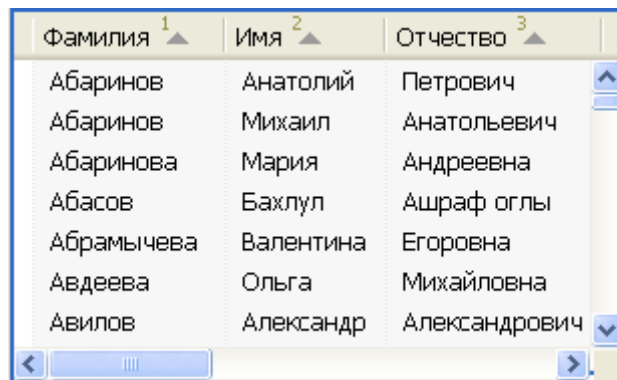 Фамилия 1 Имя 2 Отчество 3
Абаринов Анатолий Петрович
Абаринов Михаил Анатольевич
Абаринова Мария Андреевна
Абасов Бахлул Ашраф оглы
Абрамычева Валентина Егоровна
Авдеева Ольга Михайловна
Авилов Александр Александрович